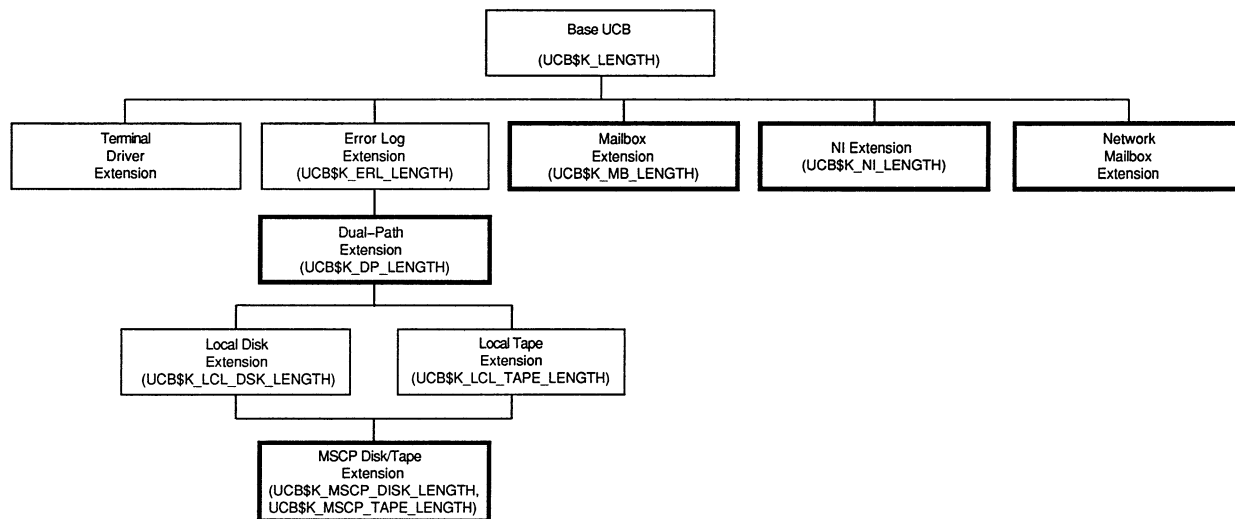 Base UCB
(UCB$K_LENGTH)
Terminal
Driver
Extension
Error Log
Extension
(UCB$K_ERL_LENGTH)
Mailbox
Extension
(UCB$K_MB_LENGTH)
NI Extension
(UCB$K_NI_LENGTH)
Network
Mailbox
Extension
Dual-Path
Extension
(UCB$K_DP_LENGTH)
Local Disk
Extension
(UCB$K_LCL_DSK_LENGTH)
Local Tape
Extension
(UCB$K_LCL_TAPE_LENGTH)
MSCP Disk/Tape
Extension
(UCB$K_MSCP_DISK_LENGTH,
UCB$K_MSCP_TAPE_LENGTH)